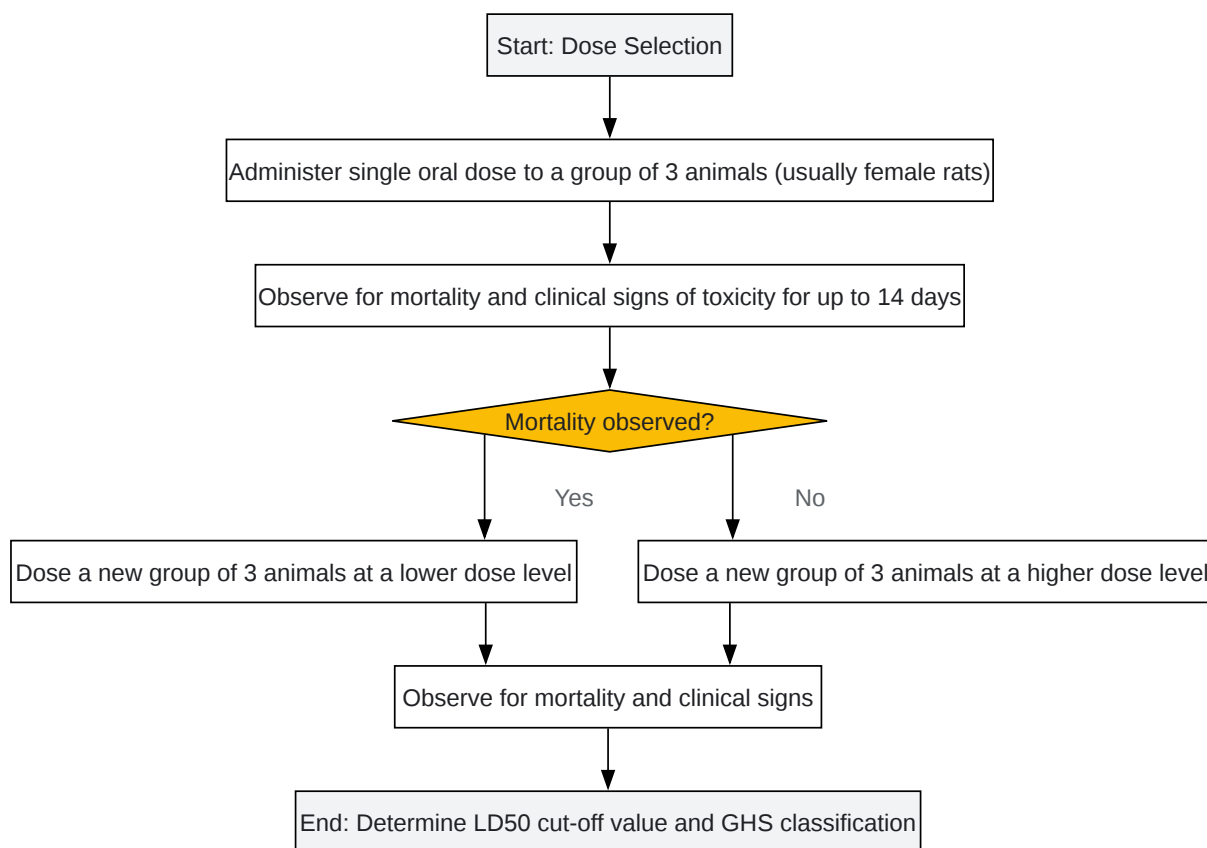 Start: Dose Selection
Administer single oral dose to a group of 3 animals (usually female rats)
Observe for mortality and clinical signs of toxicity for up to 14 days
Mortality observed?
Yes
No
Dose a new group of 3 animals at a lower dose level
Dose a new group of 3 animals at a higher dose level
Observe for mortality and clinical signs
End: Determine LD50 cut-off value and GHS classification